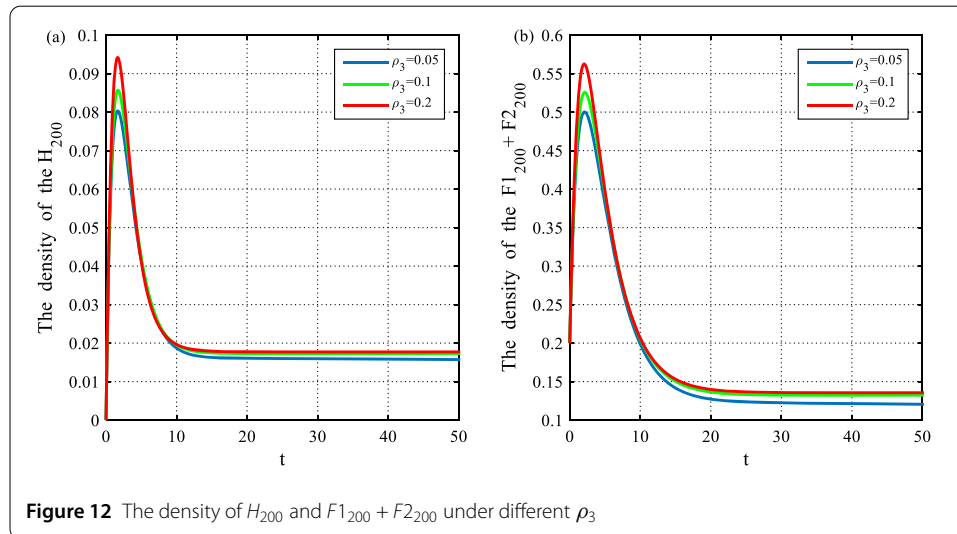 (a)
0.1
0.09
0.08
0.07
0.06
0.05
0.04
0.03
0.02
0.01
0
The density of the H200
0 10 20 30 40 50
t
ρ3=0.05
ρ3=0.1
ρ3=0.2
(b)
0.6
0.55
0.5
0.45
0.4
0.35
0.3
0.25
0.2
0.15
0.1
The density of the F1200+ F2200
0 10 20 30 40 50
t
ρ3=0.05
ρ3=0.1
ρ3=0.2
Figure 12 The density of H200 and F1200 + F2200 under different ρ3